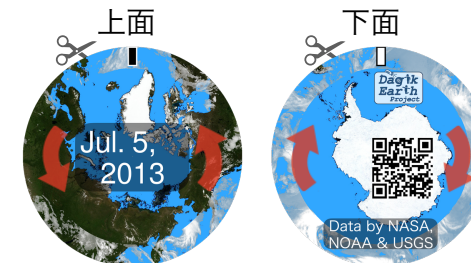 上面
下面
Jul. 5,
2013
Dagik
Earth
Project
Data by NASA,
NOAA & USGS